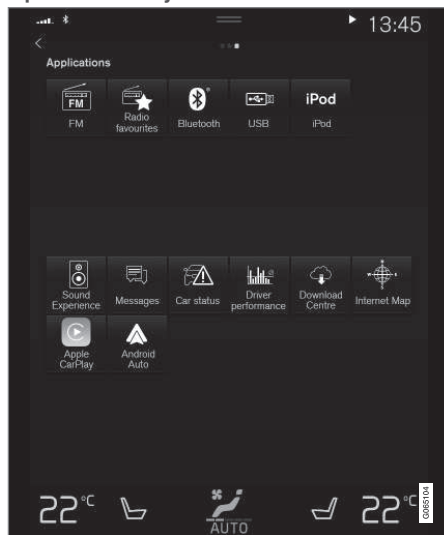 13:45
Applications
FM
FM
Radio
favourites
Bluetooth
USB
iPod
iPod
Sound
Experience
Messages
Car status
Driver
performance
Download
Centre
Internet Map
Apple
CarPlay
Android
Auto
22°C
AUTO
22°C
G065104